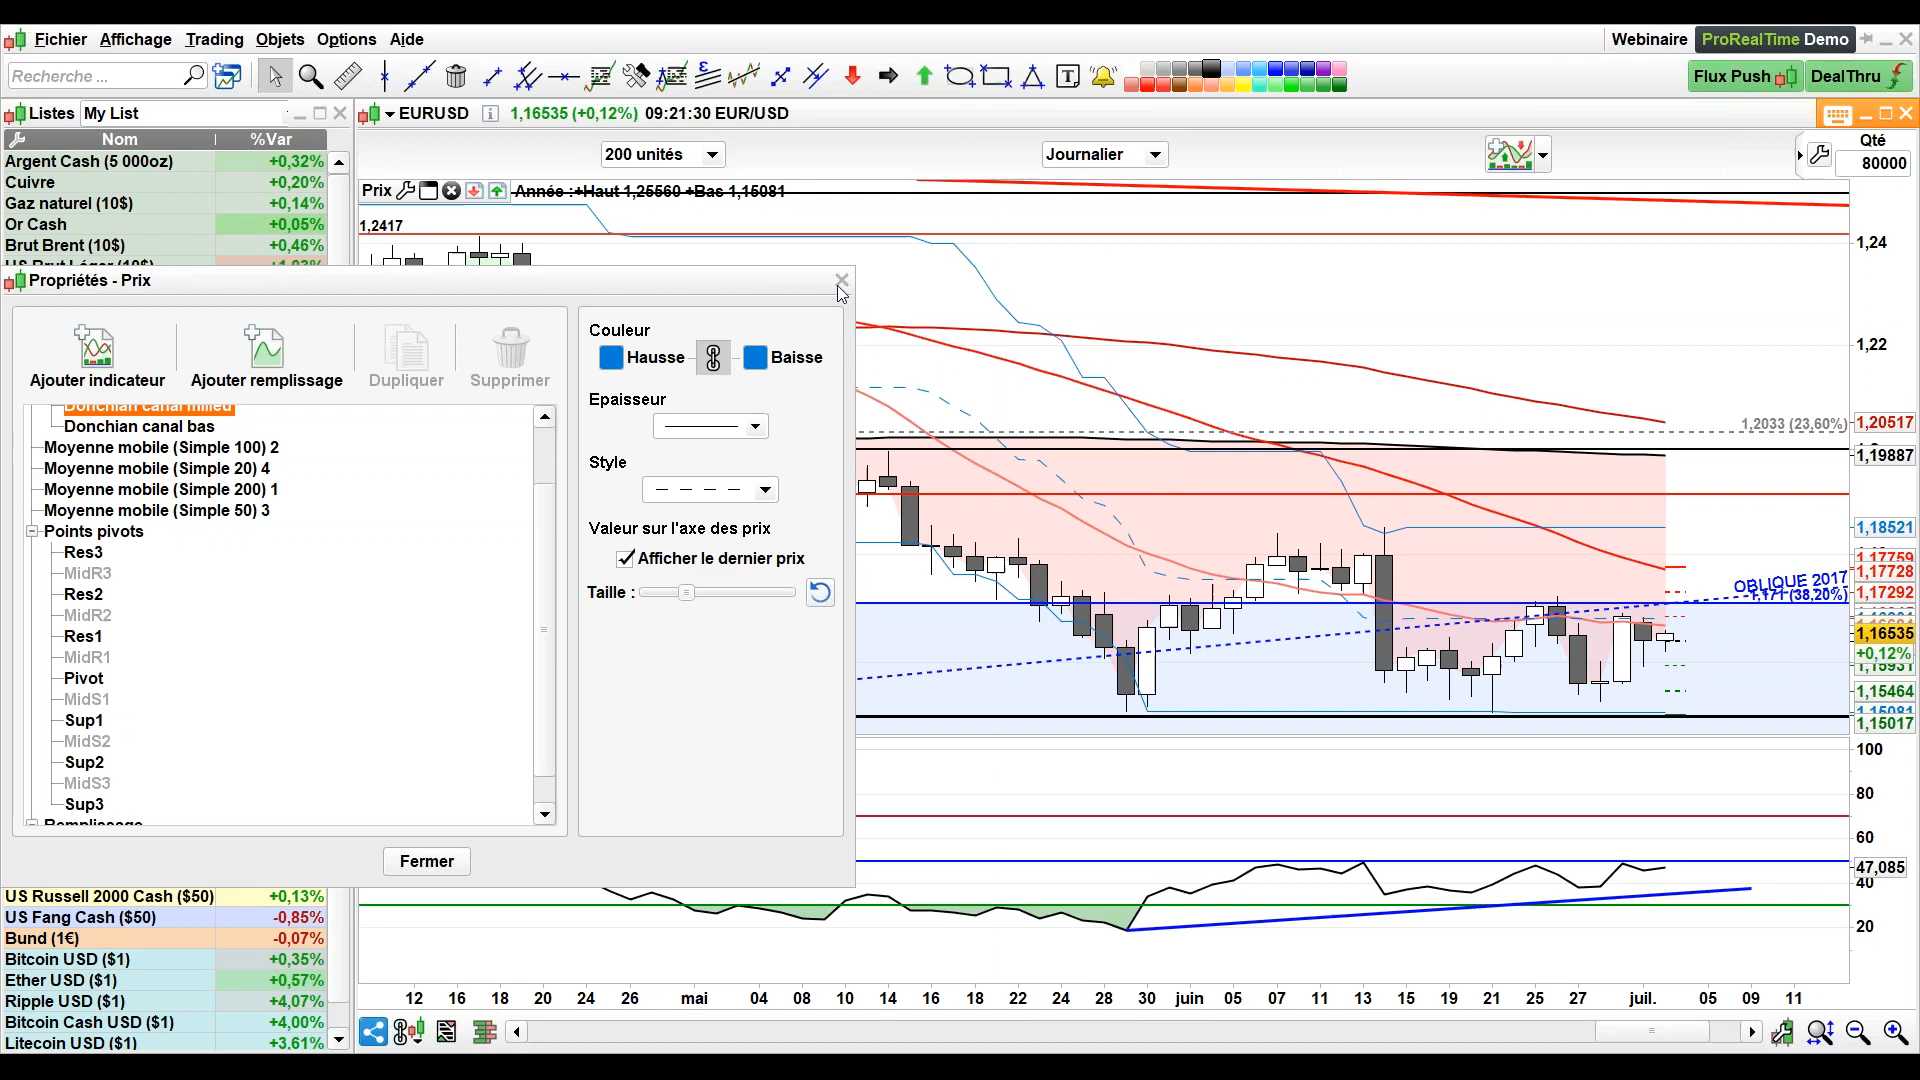 Fichier Affichage Trading Objets Options Aide
Webinaire ProRealTime Demo
Recherche ...
Flux Push DealThru
Listes My List
EURUSD 1,16535 (+0,12%) 09:21:30 EUR/USD
Nom %Var
200 unités Journalier Qté
80000
Argent Cash (5 000oz) +0,32%
Cuivre +0,20%
Gaz naturel (10$) +0,14%
Or Cash +0,05%
Brut Brent (10$) +0,46%
Prix Année :+Haut 1,25560 +Bas 1,15081
1,2417
1,24
1,22
1,2033 (23,60%)
1,20517
1,19887
1,18521
1,17759
1,17728
OBLIQUE 2017
1,171 (38,20%)
1,17292
1,16535
+0,12%
1,15931
1,15464
1,15081
1,15017
Propriétés - Prix
Ajouter indicateur Ajouter remplissage Dupliquer Supprimer
Donchian canal milieu
Donchian canal bas
Moyenne mobile (Simple 100) 2
Moyenne mobile (Simple 20) 4
Moyenne mobile (Simple 200) 1
Moyenne mobile (Simple 50) 3
Points pivots
Res3
MidR3
Res2
MidR2
Res1
MidR1
Pivot
MidS1
Sup1
MidS2
Sup2
MidS3
Sup3
Remplissage
Couleur
Hausse Baisse
Epaisseur
Style
Valeur sur l'axe des prix
Afficher le dernier prix
Taille :
Fermer
100
80
60
47,085
40
20
US Russell 2000 Cash ($50) +0,13%
US Fang Cash ($50) -0,85%
Bund (1€) -0,07%
Bitcoin USD ($1) +0,35%
Ether USD ($1) +0,57%
Ripple USD ($1) +4,07%
Bitcoin Cash USD ($1) +4,00%
Litecoin USD ($1) +3,61%
12 16 18 20 24 26 mai 04 08 10 14 16 18 22 24 28 30 juin 05 07 11 13 15 19 21 25 27 juil. 05 09 11